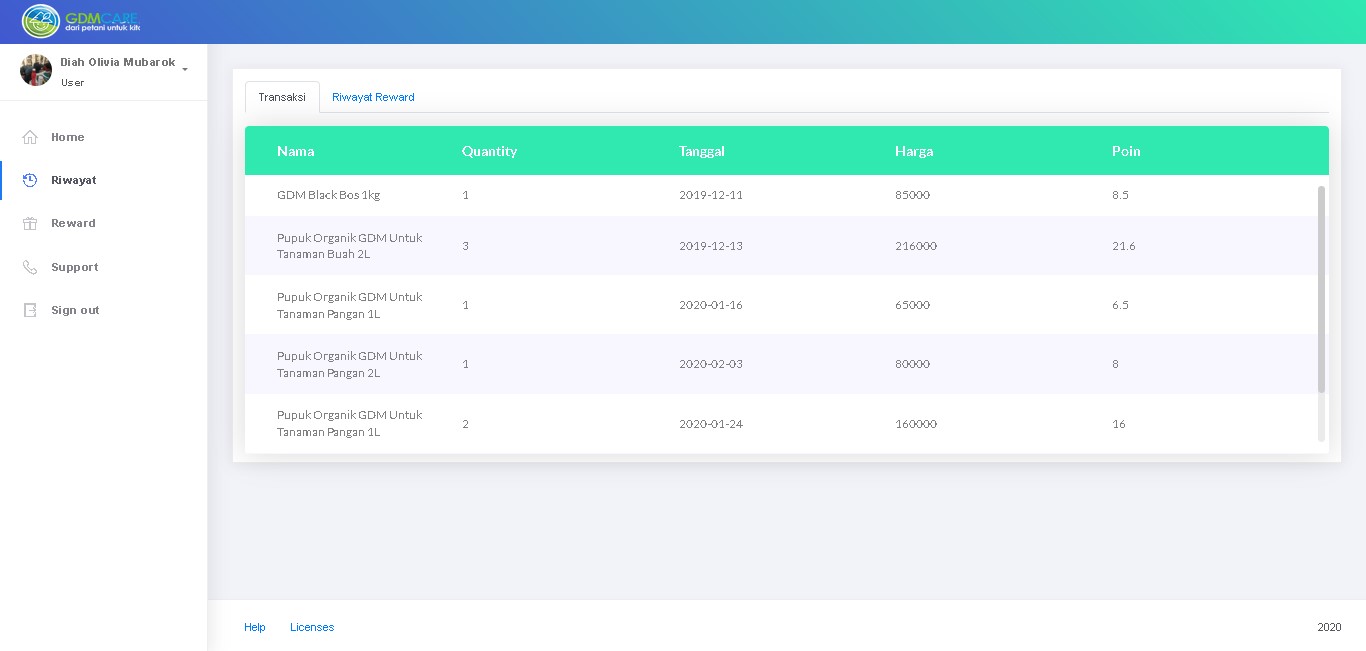 GDMCARE
dari petani untuk kita
Diah Olivia Mubarok
User
Home
Riwayat
Reward
Support
Sign out
Transaksi Riwayat Reward
Nama Quantity Tanggal Harga Poin
GDM Black Bos 1kg 1 2019-12-11 85000 8.5
Pupuk Organik GDM Untuk
Tanaman Buah 2L 3 2019-12-13 216000 21.6
Pupuk Organik GDM Untuk
Tanaman Pangan 1L 1 2020-01-16 65000 6.5
Pupuk Organik GDM Untuk
Tanaman Pangan 2L 1 2020-02-03 80000 8
Pupuk Organik GDM Untuk
Tanaman Pangan 1L 2 2020-01-24 160000 16
Help Licenses 2020